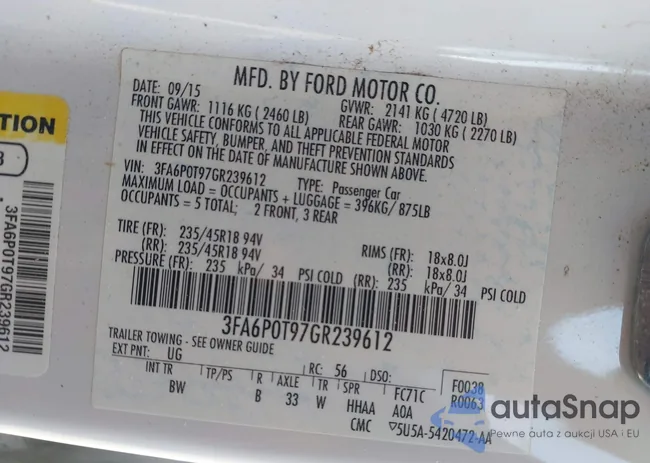 MFD. BY FORD MOTOR CO.
DATE: 09/15 GVWR: 2141 KG ( 4720 LB)
FRONT GAWR: 1116 KG ( 2460 LB) REAR GAWR: 1030 KG ( 2270 LB)
THIS VEHICLE CONFORMS TO ALL APPLICABLE FEDERAL MOTOR
VEHICLE SAFETY, BUMPER, AND THEFT PREVENTION STANDARDS
IN EFFECT ON THE DATE OF MANUFACTURE SHOWN ABOVE.
VIN: 3FA6P0T97GR239612 TYPE: Passenger Car
MAXIMUM LOAD = OCCUPANTS + LUGGAGE = 396KG/ 875LB
OCCUPANTS = 5 TOTAL; 2 FRONT, 3 REAR
TIRE (FR): 235/45R18 94V RIMS (FR): 18x8.0J
(RR): 235/45R18 94V (RR): 18x8.0J
PRESSURE (FR): 235 kPa/ 34 PSI COLD (RR): 235 kPa/ 34 PSI COLD
3FA6P0T97GR239612
TRAILER TOWING - SEE OWNER GUIDE
EXT PNT: UG RC: 56 DSO: F0038
R0063
INT TR TP/PS R AXLE TR SPR FC71C
BW B 33 W HHAA AOA
CMC 5U5A-5420472-AA
TION
3FA6P0T97GR239612
autaSnap
Pewne auta z aukcji USA i EU